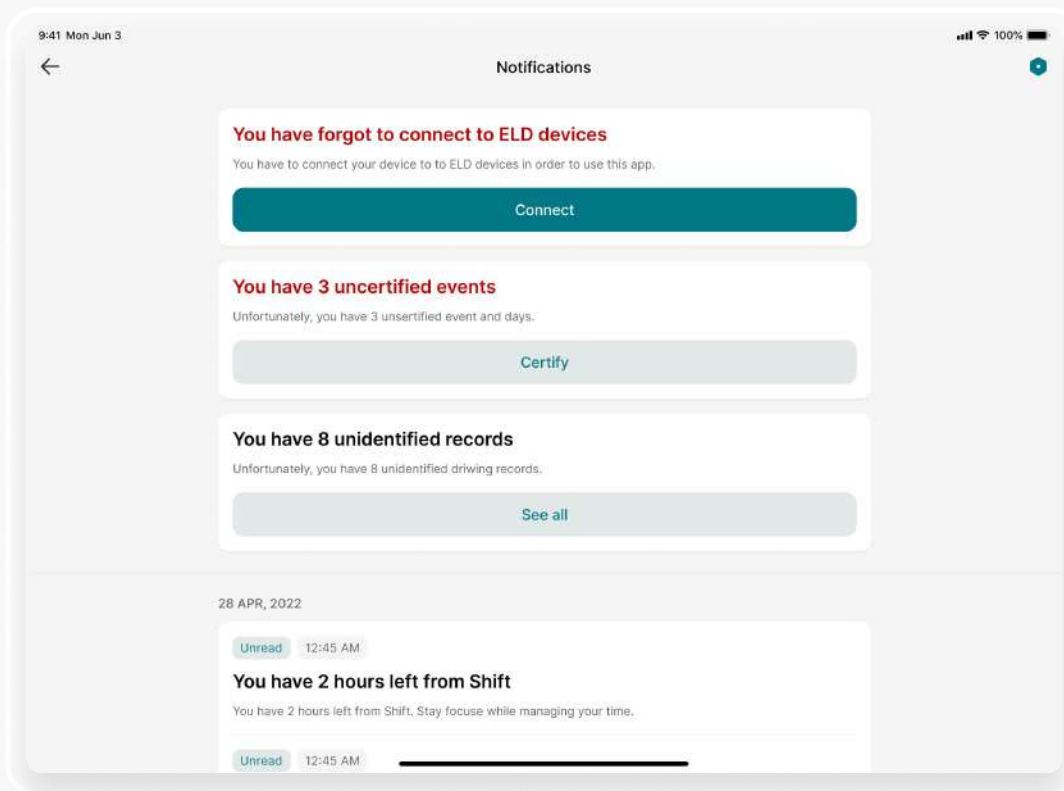 9:41 Mon Jun 3
100%
Notifications
You have forgot to connect to ELD devices
You have to connect your device to to ELD devices in order to use this app.
Connect
You have 3 uncertified events
Unfortunately, you have 3 unsertified event and days.
Certify
You have 8 unidentified records
Unfortunately, you have 8 unidentified driwing records.
See all
28 APR, 2022
Unread 12:45 AM
You have 2 hours left from Shift
You have 2 hours left from Shift. Stay focuse while managing your time.
Unread 12:45 AM